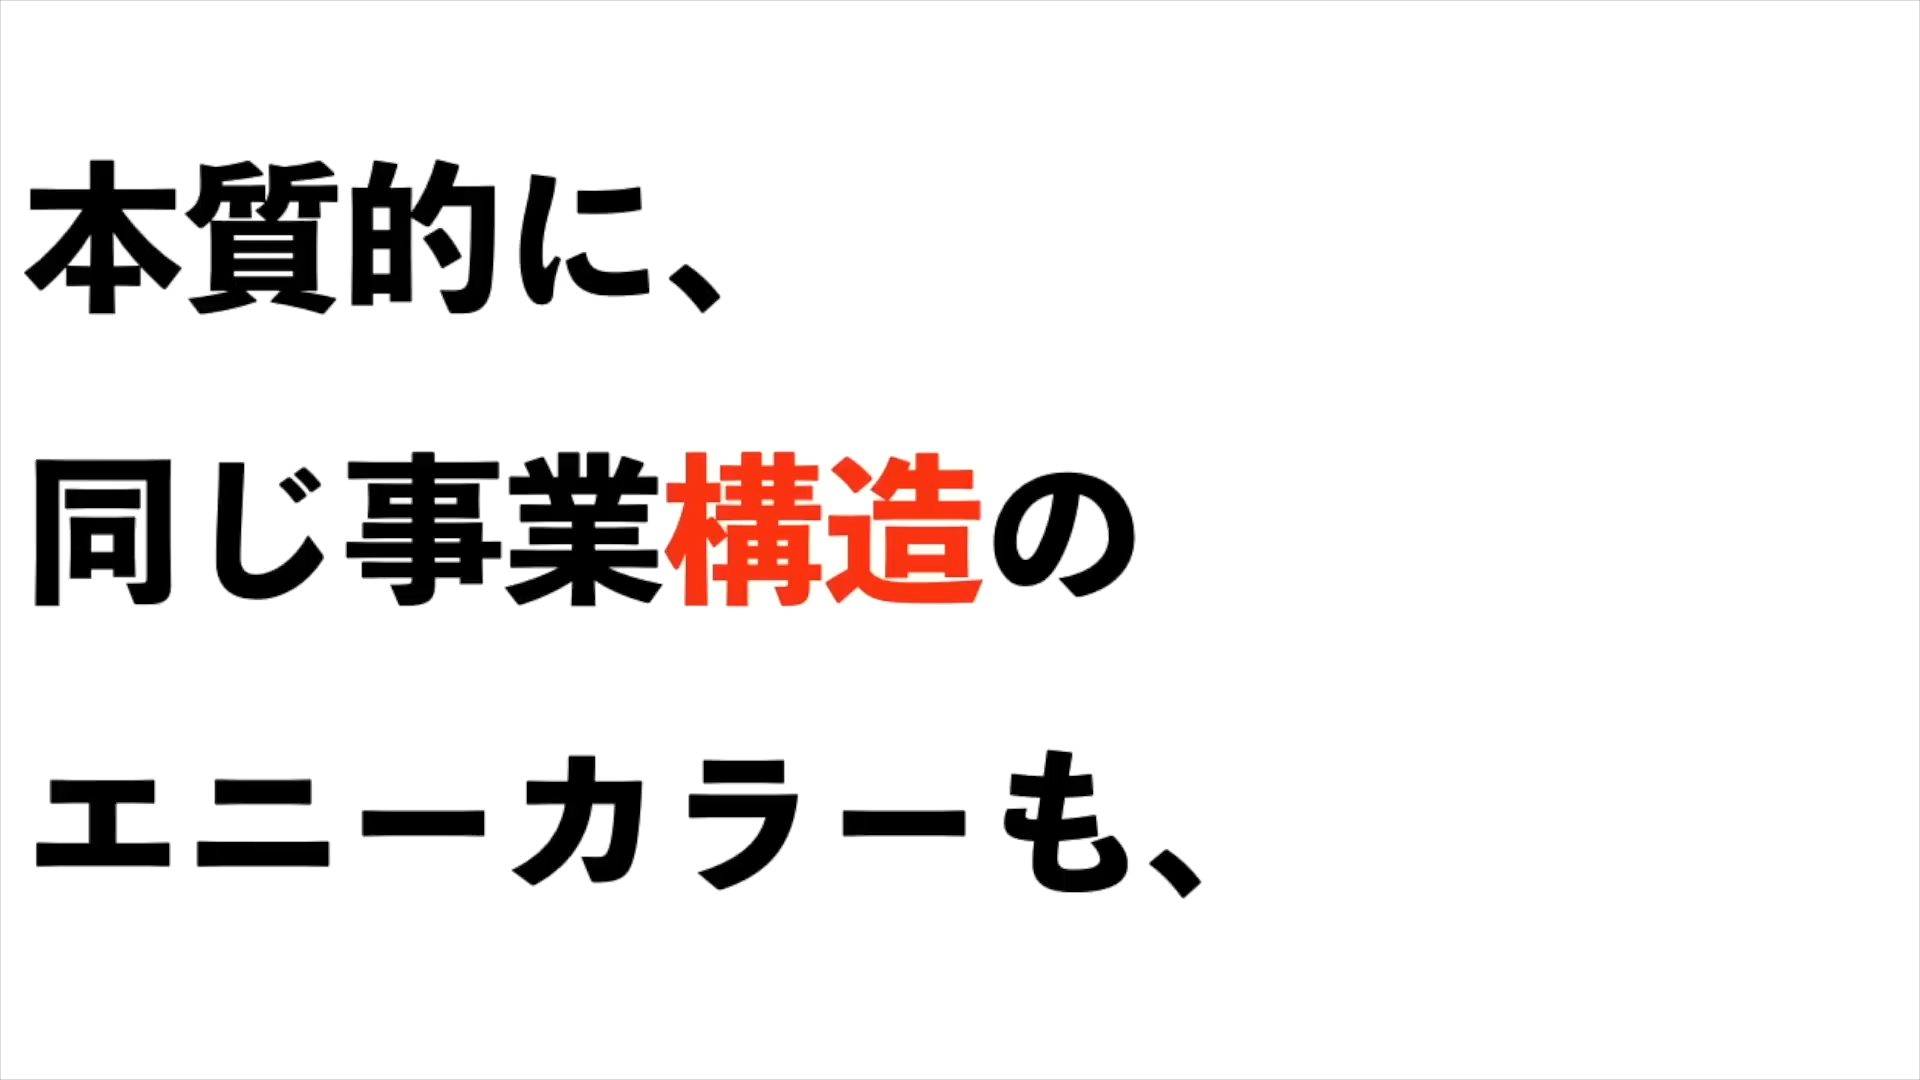 本質的に、
同じ事業構造の
エニーカラーも、